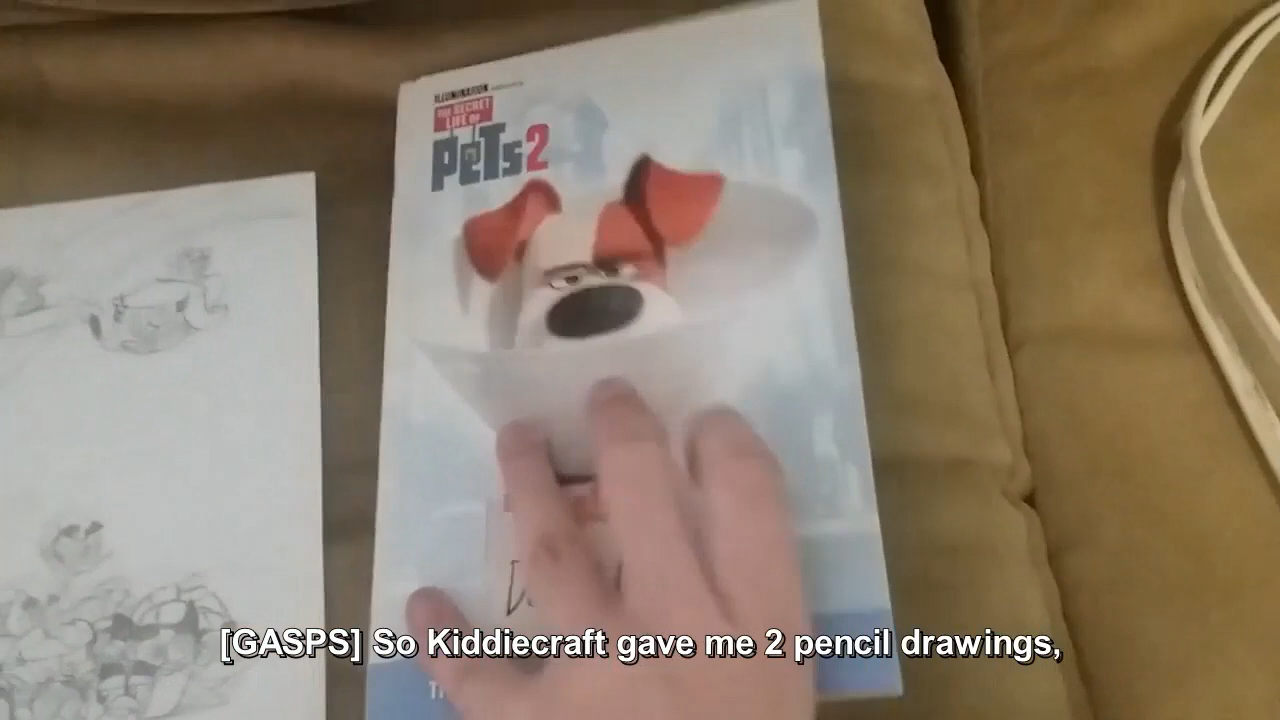 ILLUMINATION
THE SECRET
LIFE OF
PETS 2
[GASPS] So Kiddiecraft gave me 2 pencil drawings,